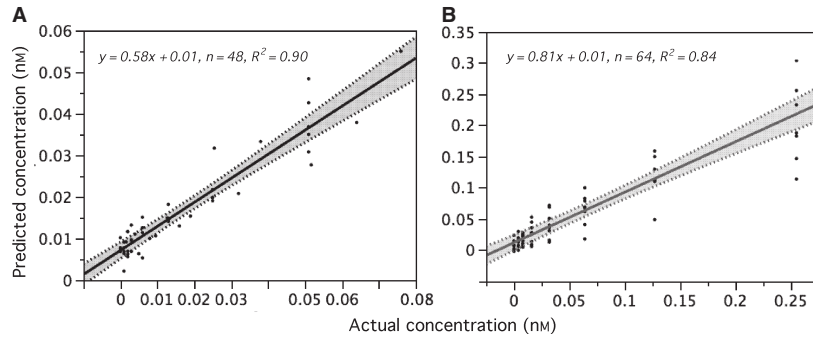 A
B
y = 0.58x + 0.01, n = 48, R² = 0.90
y = 0.81x + 0.01, n = 64, R² = 0.84
Predicted concentration (nM)
0.06
0.05
0.04
0.03
0.02
0.01
0
0 0.01 0.02 0.03 0.05 0.06 0.08
0.35
0.3
0.25
0.2
0.15
0.1
0.05
0
0 0.05 0.1 0.15 0.2 0.25
Actual concentration (nM)